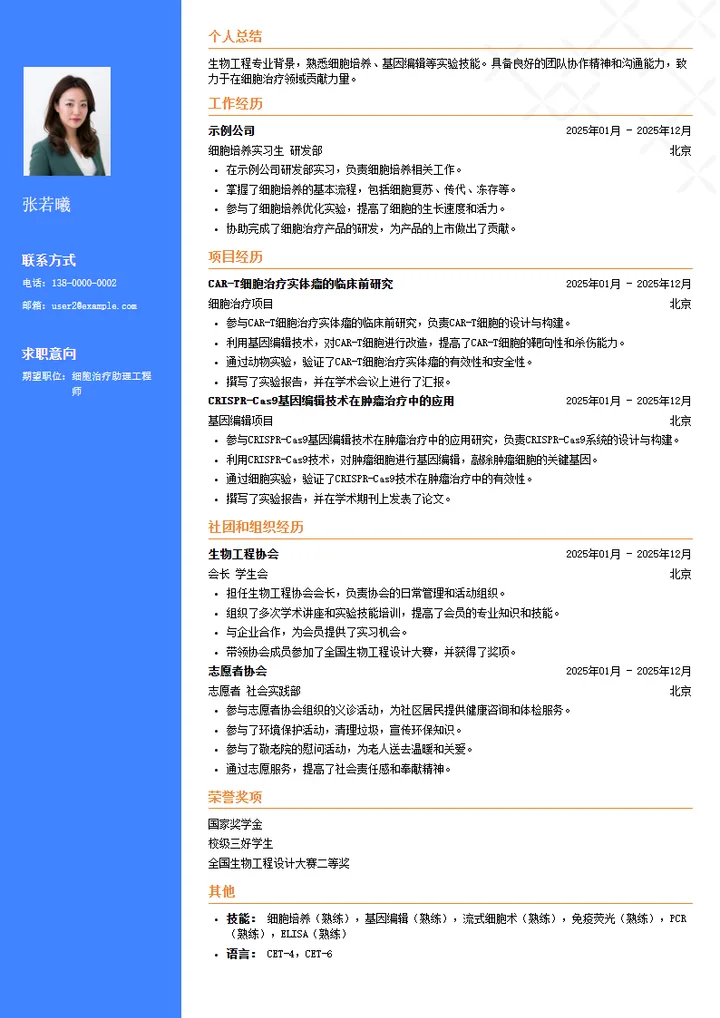 张若曦
联系方式
电话：138-0000-0002
邮箱：user2@example.com
求职意向
期望职位：细胞治疗助理工程
师
个人总结
生物工程专业背景，熟悉细胞培养、基因编辑等实验技能。具备良好的团队协作精神和沟通能力，致
力于在细胞治疗领域贡献力量。
工作经历
示例公司 2025年01月 - 2025年12月
细胞培养实习生 研发部 北京
• 在示例公司研发部实习，负责细胞培养相关工作。
• 掌握了细胞培养的基本流程，包括细胞复苏、传代、冻存等。
• 参与了细胞培养优化实验，提高了细胞的生长速度和活力。
• 协助完成了细胞治疗产品的研发，为产品的上市做出了贡献。
项目经历
CAR-T细胞治疗实体瘤的临床前研究 2025年01月 - 2025年12月
细胞治疗项目 北京
• 参与CAR-T细胞治疗实体瘤的临床前研究，负责CAR-T细胞的设计与构建。
• 利用基因编辑技术，对CAR-T细胞进行改造，提高了CAR-T细胞的靶向性和杀伤能力。
• 通过动物实验，验证了CAR-T细胞治疗实体瘤的有效性和安全性。
• 撰写了实验报告，并在学术会议上进行了汇报。
CRISPR-Cas9基因编辑技术在肿瘤治疗中的应用 2025年01月 - 2025年12月
基因编辑项目 北京
• 参与CRISPR-Cas9基因编辑技术在肿瘤治疗中的应用研究，负责CRISPR-Cas9系统的设计与构建。
• 利用CRISPR-Cas9技术，对肿瘤细胞进行基因编辑，敲除肿瘤细胞的关键基因。
• 通过细胞实验，验证了CRISPR-Cas9技术在肿瘤治疗中的有效性。
• 撰写了实验报告，并在学术期刊上发表了论文。
社团和组织经历
生物工程协会 2025年01月 - 2025年12月
会长 学生会 北京
• 担任生物工程协会会长，负责协会的日常管理和活动组织。
• 组织了多次学术讲座和实验技能培训，提高了会员的专业知识和技能。
• 与企业合作，为会员提供了实习机会。
• 带领协会成员参加了全国生物工程设计大赛，并获得了奖项。
志愿者协会 2025年01月 - 2025年12月
志愿者 社会实践部 北京
• 参与志愿者协会组织的义诊活动，为社区居民提供健康咨询和体检服务。
• 参与了环境保护活动，清理垃圾，宣传环保知识。
• 参与了敬老院的慰问活动，为老人送去温暖和关爱。
• 通过志愿服务，提高了社会责任感和奉献精神。
荣誉奖项
国家奖学金
校级三好学生
全国生物工程设计大赛二等奖
其他
• 技能： 细胞培养（熟练），基因编辑（熟练），流式细胞术（熟练），免疫荧光（熟练），PCR
（熟练），ELISA（熟练）
• 语言： CET-4，CET-6